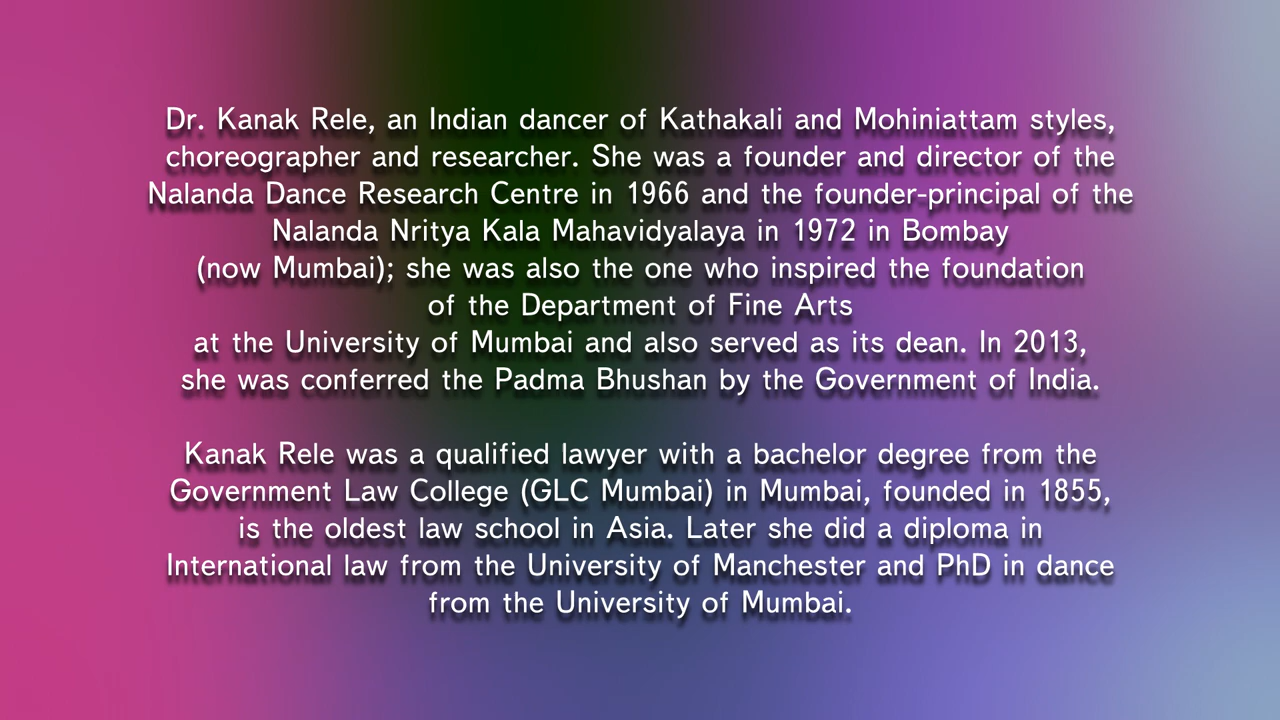 Dr. Kanak Rele, an Indian dancer of Kathakali and Mohiniattam styles,
choreographer and researcher. She was a founder and director of the
Nalanda Dance Research Centre in 1966 and the founder-principal of the
Nalanda Nritya Kala Mahavidyalaya in 1972 in Bombay
(now Mumbai); she was also the one who inspired the foundation
of the Department of Fine Arts
at the University of Mumbai and also served as its dean. In 2013,
she was conferred the Padma Bhushan by the Government of India.
Kanak Rele was a qualified lawyer with a bachelor degree from the
Government Law College (GLC Mumbai) in Mumbai, founded in 1855,
is the oldest law school in Asia. Later she did a diploma in
International law from the University of Manchester and PhD in dance
from the University of Mumbai.